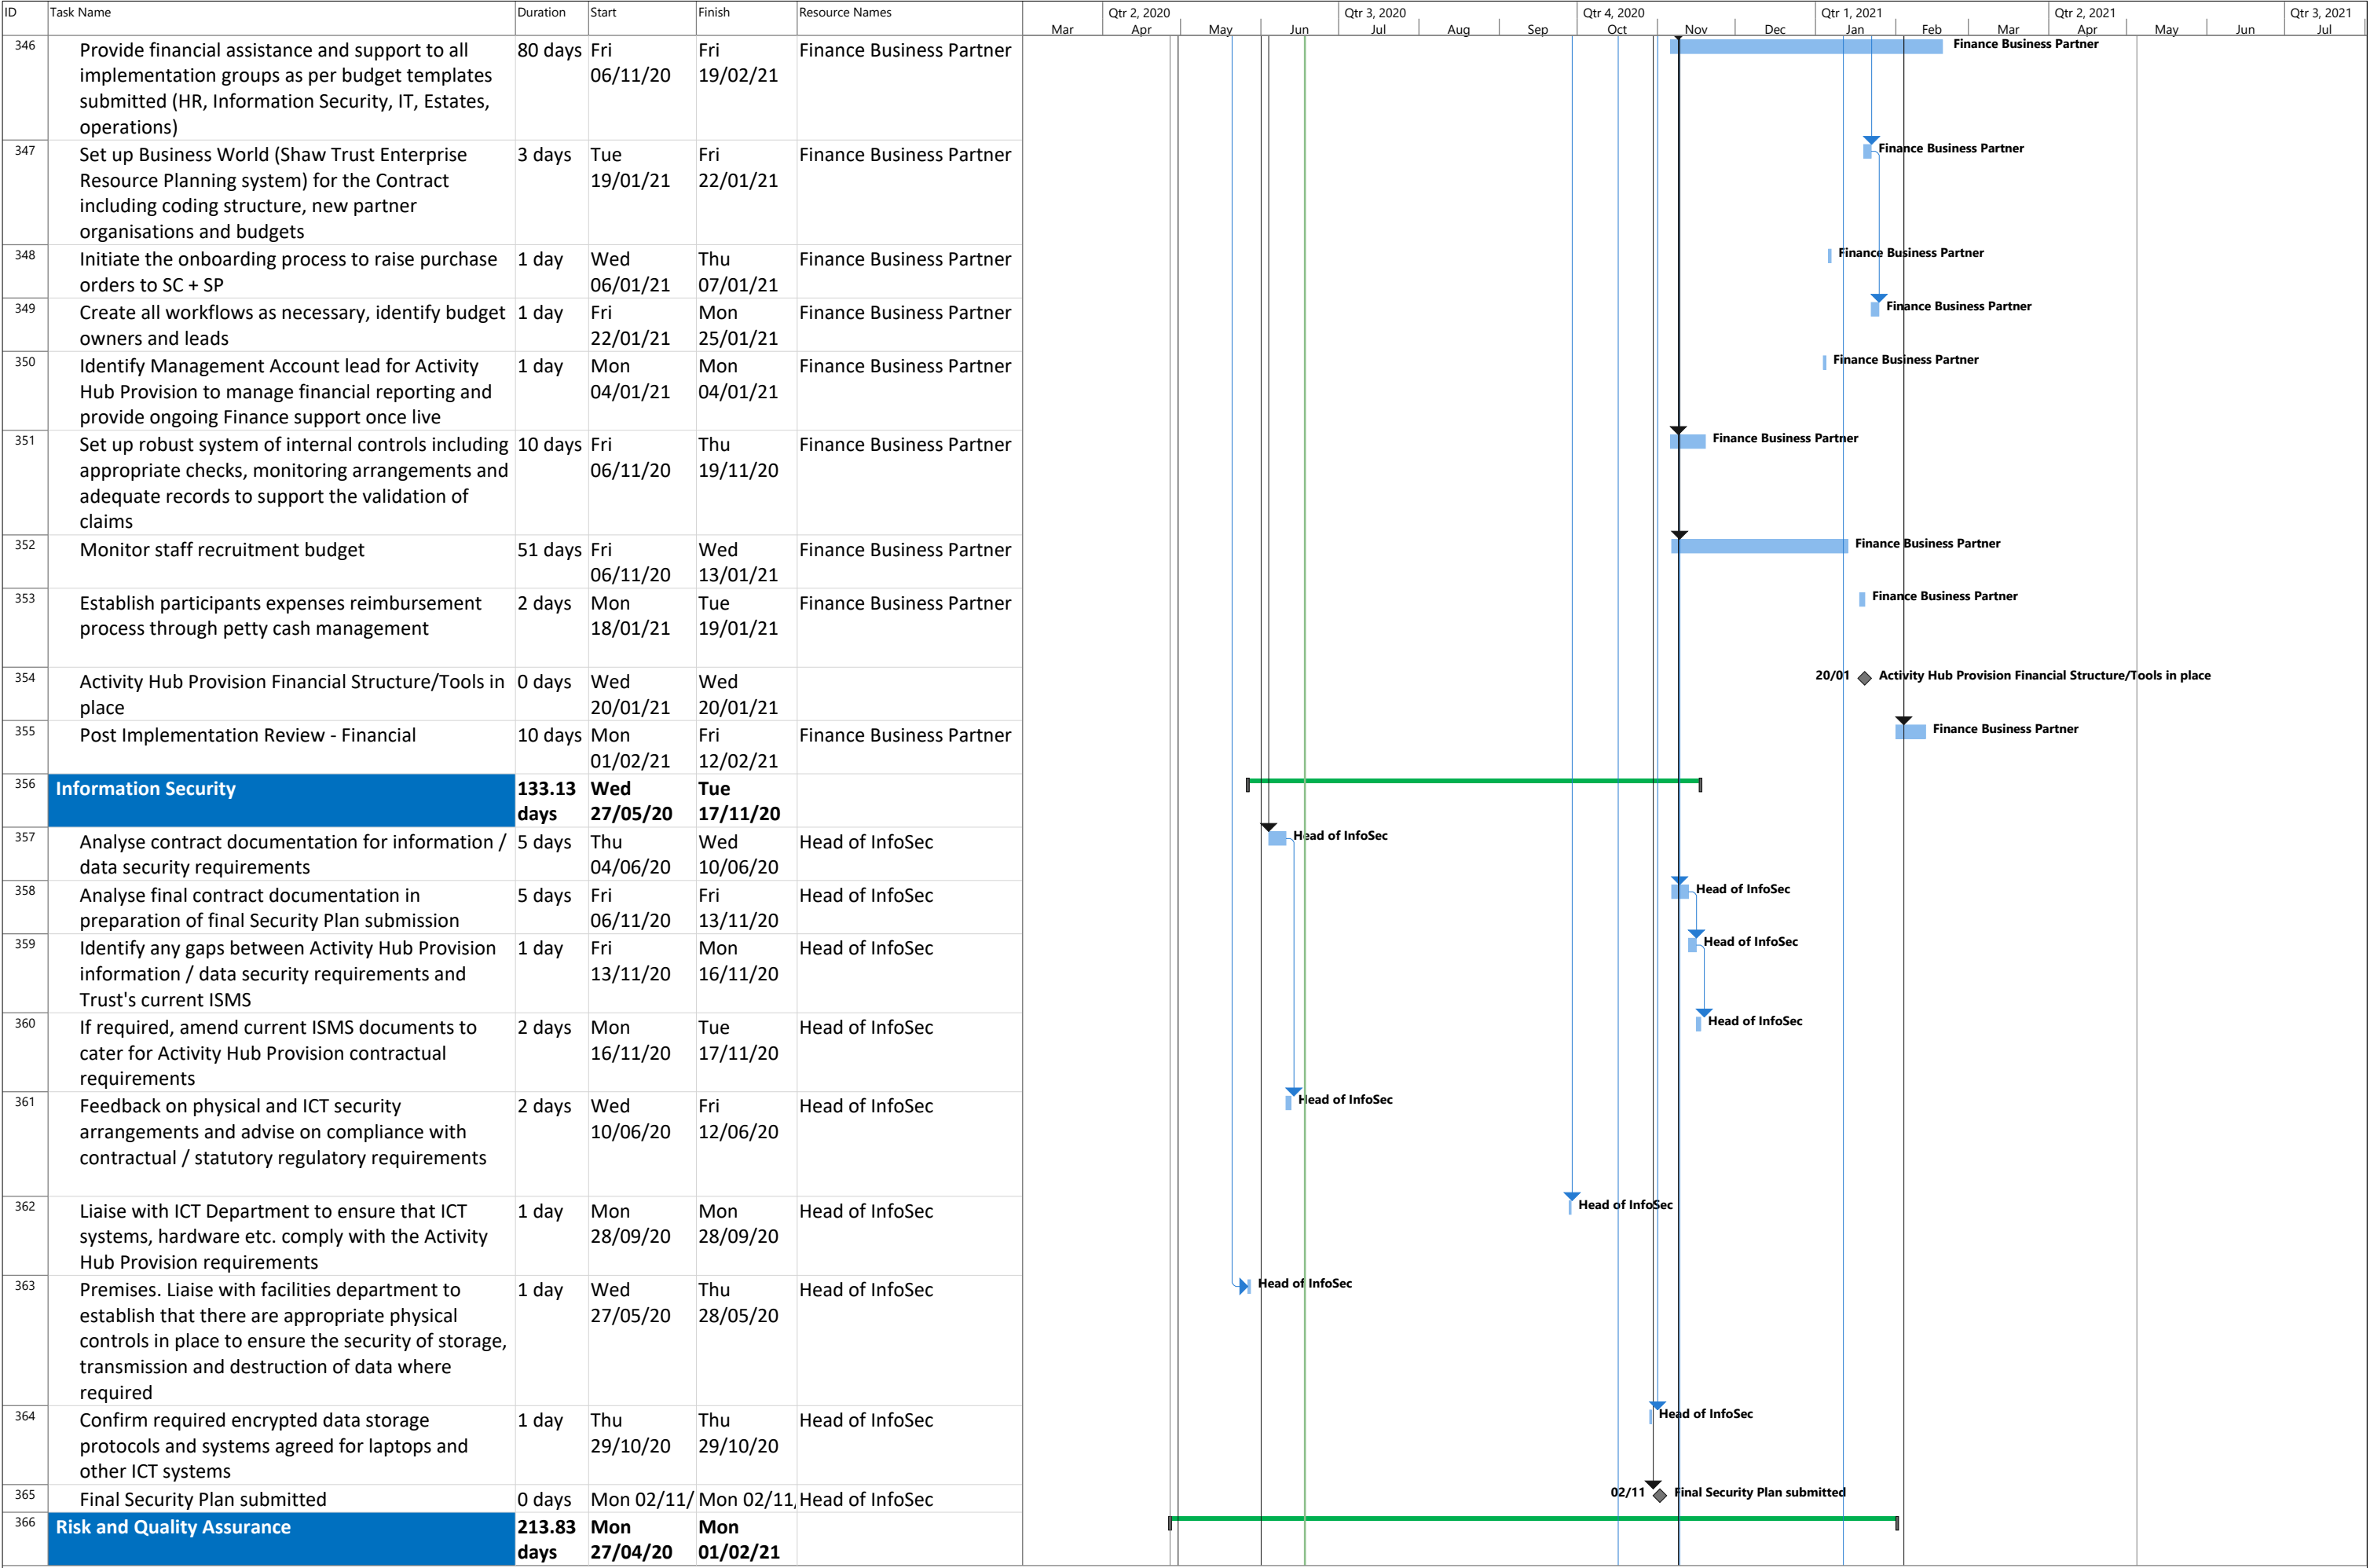 ID Task Name Duration Start Finish Resource Names
Qtr 2, 2020 Qtr 3, 2020 Qtr 4, 2020 Qtr 1, 2021 Qtr 2, 2021 Qtr 3, 2021
Mar Apr May Jun Jul Aug Sep Oct Nov Dec Jan Feb Mar Apr May Jun Jul
346 Provide financial assistance and support to all 80 days Fri Fri Finance Business Partner Finance Business Partner
implementation groups as per budget templates 06/11/20 19/02/21
submitted (HR, Information Security, IT, Estates,
operations)
347 Set up Business World (Shaw Trust Enterprise 3 days Tue Fri Finance Business Partner Finance Business Partner
Resource Planning system) for the Contract 19/01/21 22/01/21
including coding structure, new partner
organisations and budgets
348 Initiate the onboarding process to raise purchase 1 day Wed Thu Finance Business Partner Finance Business Partner
orders to SC + SP 06/01/21 07/01/21
349 Create all workflows as necessary, identify budget 1 day Fri Mon Finance Business Partner Finance Business Partner
owners and leads 22/01/21 25/01/21
350 Identify Management Account lead for Activity 1 day Mon Mon Finance Business Partner Finance Business Partner
Hub Provision to manage financial reporting and 04/01/21 04/01/21
provide ongoing Finance support once live
351 Set up robust system of internal controls including 10 days Fri Thu Finance Business Partner Finance Business Partner
appropriate checks, monitoring arrangements and 06/11/20 19/11/20
adequate records to support the validation of
claims
352 Monitor staff recruitment budget 51 days Fri Wed Finance Business Partner Finance Business Partner
06/11/20 13/01/21
353 Establish participants expenses reimbursement 2 days Mon Tue Finance Business Partner Finance Business Partner
process through petty cash management 18/01/21 19/01/21
354 Activity Hub Provision Financial Structure/Tools in 0 days Wed Wed 20/01 Activity Hub Provision Financial Structure/Tools in place
place 20/01/21 20/01/21
355 Post Implementation Review - Financial 10 days Mon Fri Finance Business Partner Finance Business Partner
01/02/21 12/02/21
356 Information Security 133.13 Wed Tue
days 27/05/20 17/11/20
357 Analyse contract documentation for information / 5 days Thu Wed Head of InfoSec Head of InfoSec
data security requirements 04/06/20 10/06/20
358 Analyse final contract documentation in 5 days Fri Fri Head of InfoSec Head of InfoSec
preparation of final Security Plan submission 06/11/20 13/11/20
359 Identify any gaps between Activity Hub Provision 1 day Fri Mon Head of InfoSec Head of InfoSec
information / data security requirements and 13/11/20 16/11/20
Trust's current ISMS
360 If required, amend current ISMS documents to 2 days Mon Tue Head of InfoSec Head of InfoSec
cater for Activity Hub Provision contractual 16/11/20 17/11/20
requirements
361 Feedback on physical and ICT security 2 days Wed Fri Head of InfoSec Head of InfoSec
arrangements and advise on compliance with 10/06/20 12/06/20
contractual / statutory regulatory requirements
362 Liaise with ICT Department to ensure that ICT 1 day Mon Mon Head of InfoSec Head of InfoSec
systems, hardware etc. comply with the Activity 28/09/20 28/09/20
Hub Provision requirements
363 Premises. Liaise with facilities department to 1 day Wed Thu Head of InfoSec Head of InfoSec
establish that there are appropriate physical 27/05/20 28/05/20
controls in place to ensure the security of storage,
transmission and destruction of data where
required
364 Confirm required encrypted data storage 1 day Thu Thu Head of InfoSec Head of InfoSec
protocols and systems agreed for laptops and 29/10/20 29/10/20
other ICT systems
365 Final Security Plan submitted 0 days Mon 02/11/ Mon 02/11/ Head of InfoSec 02/11 Final Security Plan submitted
366 Risk and Quality Assurance 213.83 Mon Mon
days 27/04/20 01/02/21